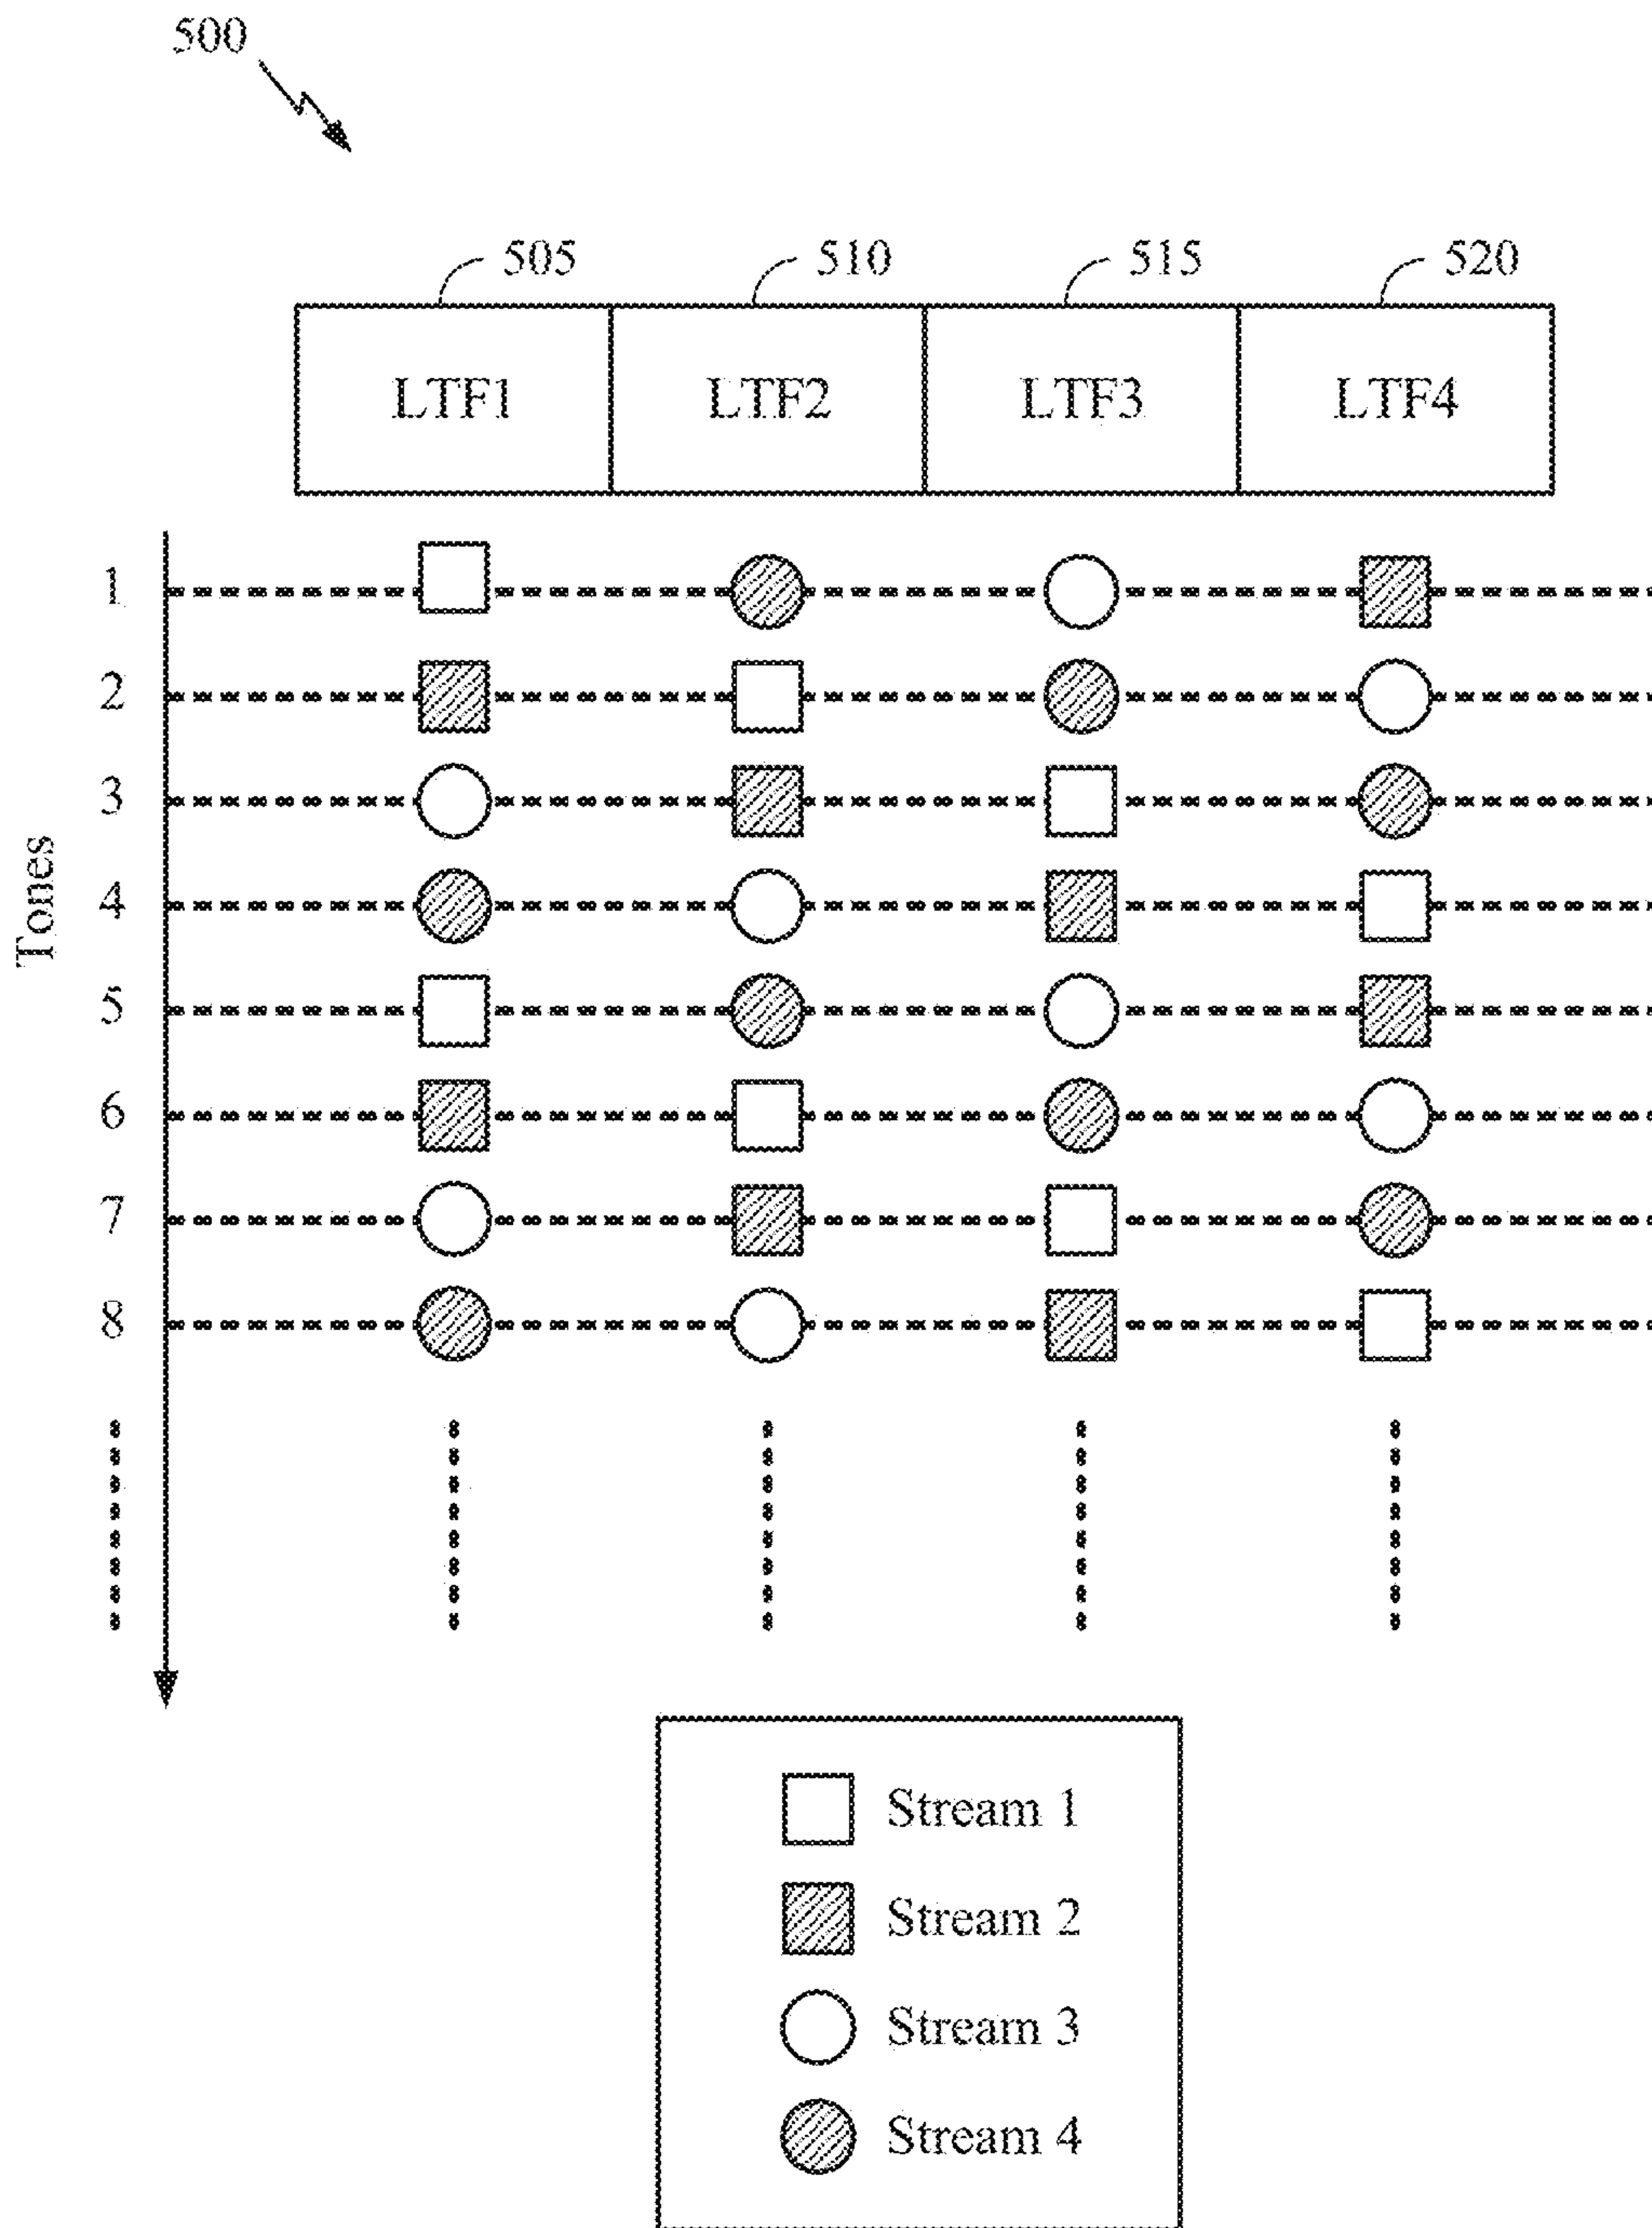 500
505 510 515 520
LTF1 LTF2 LTF3 LTF4
Tones
1
2
3
4
5
6
7
8
Stream 1
Stream 2
Stream 3
Stream 4